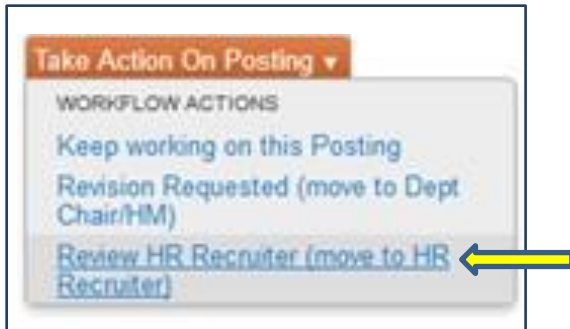 Take Action On Posting ▼
WORKFLOW ACTIONS
Keep working on this Posting
Revision Requested (move to Dept
Chair/HM)
Review HR Recruiter (move to HR
Recruiter)